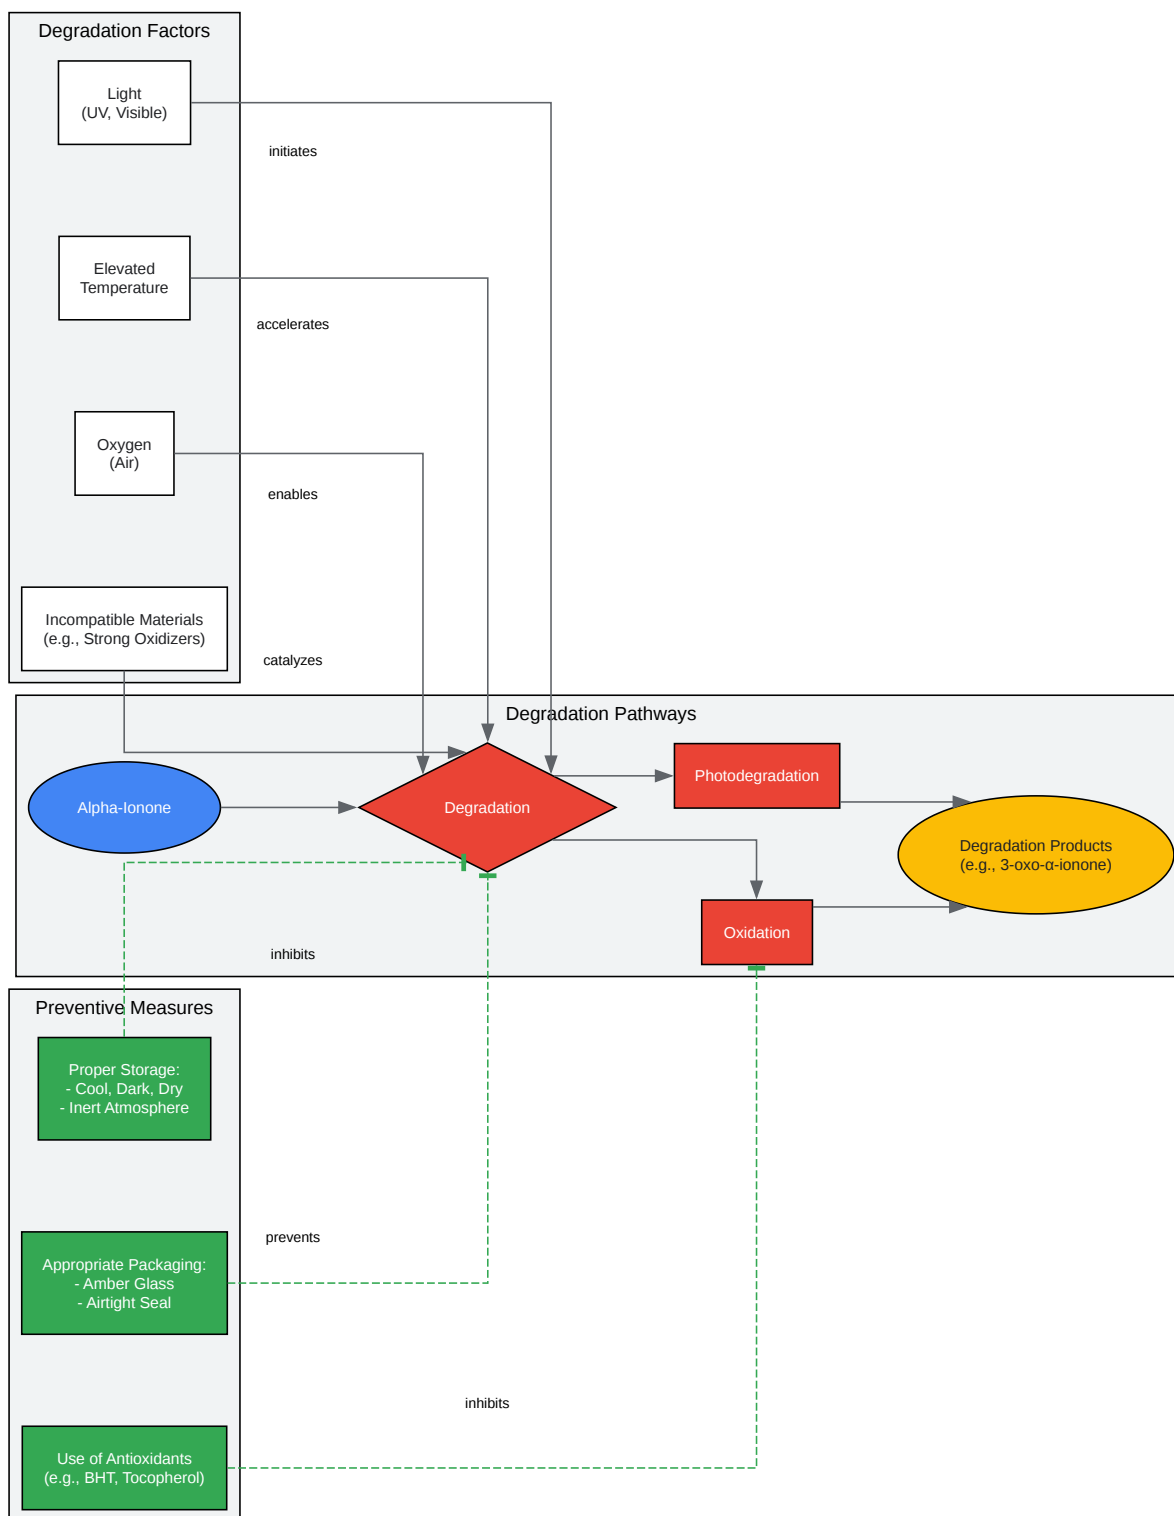 Degradation Factors
Light
(UV, Visible)
initiates
Elevated
Temperature
accelerates
Oxygen
(Air)
enables
Incompatible Materials
(e.g., Strong Oxidizers)
catalyzes
Degradation Pathways
Alpha-Ionone
Degradation
Photodegradation
Degradation Products
(e.g., 3-oxo-α-ionone)
Oxidation
inhibits
Preventive Measures
Proper Storage:
- Cool, Dark, Dry
- Inert Atmosphere
prevents
Appropriate Packaging:
- Amber Glass
- Airtight Seal
inhibits
Use of Antioxidants
(e.g., BHT, Tocopherol)